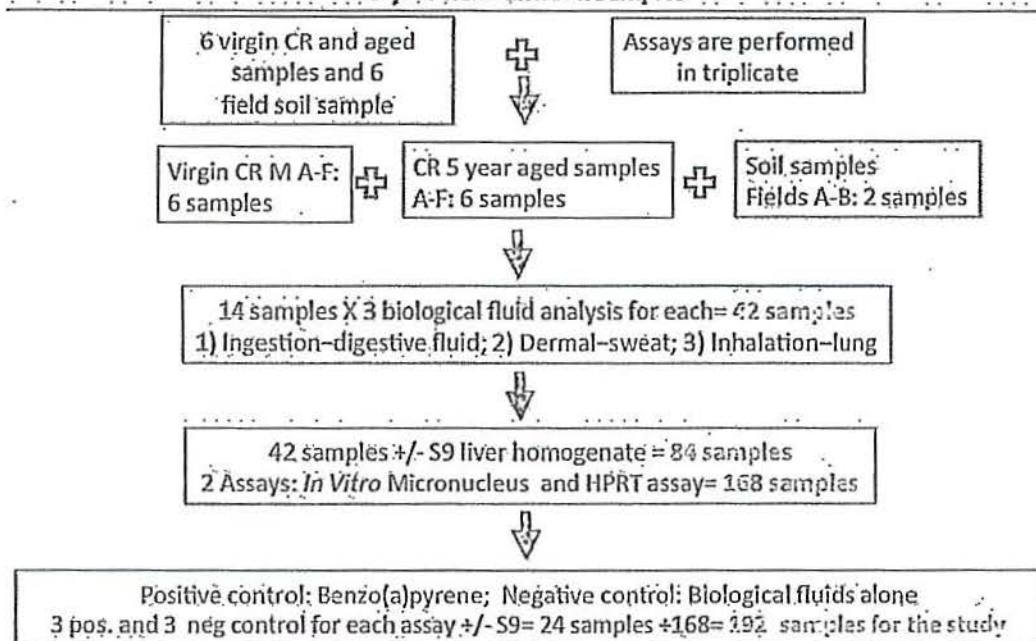 6 virgin CR and aged
samples and 6
field soil sample
Assays are performed
in triplicate
Virgin CR M A-F:
6 samples
CR 5 year aged samples
A-F: 6 samples
Soil samples
Fields A-B: 2 samples
14 samples X 3 biological fluid analysis for each= 42 samples
1) Ingestion–digestive fluid; 2) Dermal–sweat; 3) Inhalation–lung
42 samples +/- S9 liver homogenate = 84 samples
2 Assays: In Vitro Micronucleus and HPRT assay= 168 samples
Positive control: Benzo(a)pyrene; Negative control: Biological fluids alone
3 pos. and 3 neg control for each assay +/- S9= 24 samples +168= 192 samples for the study